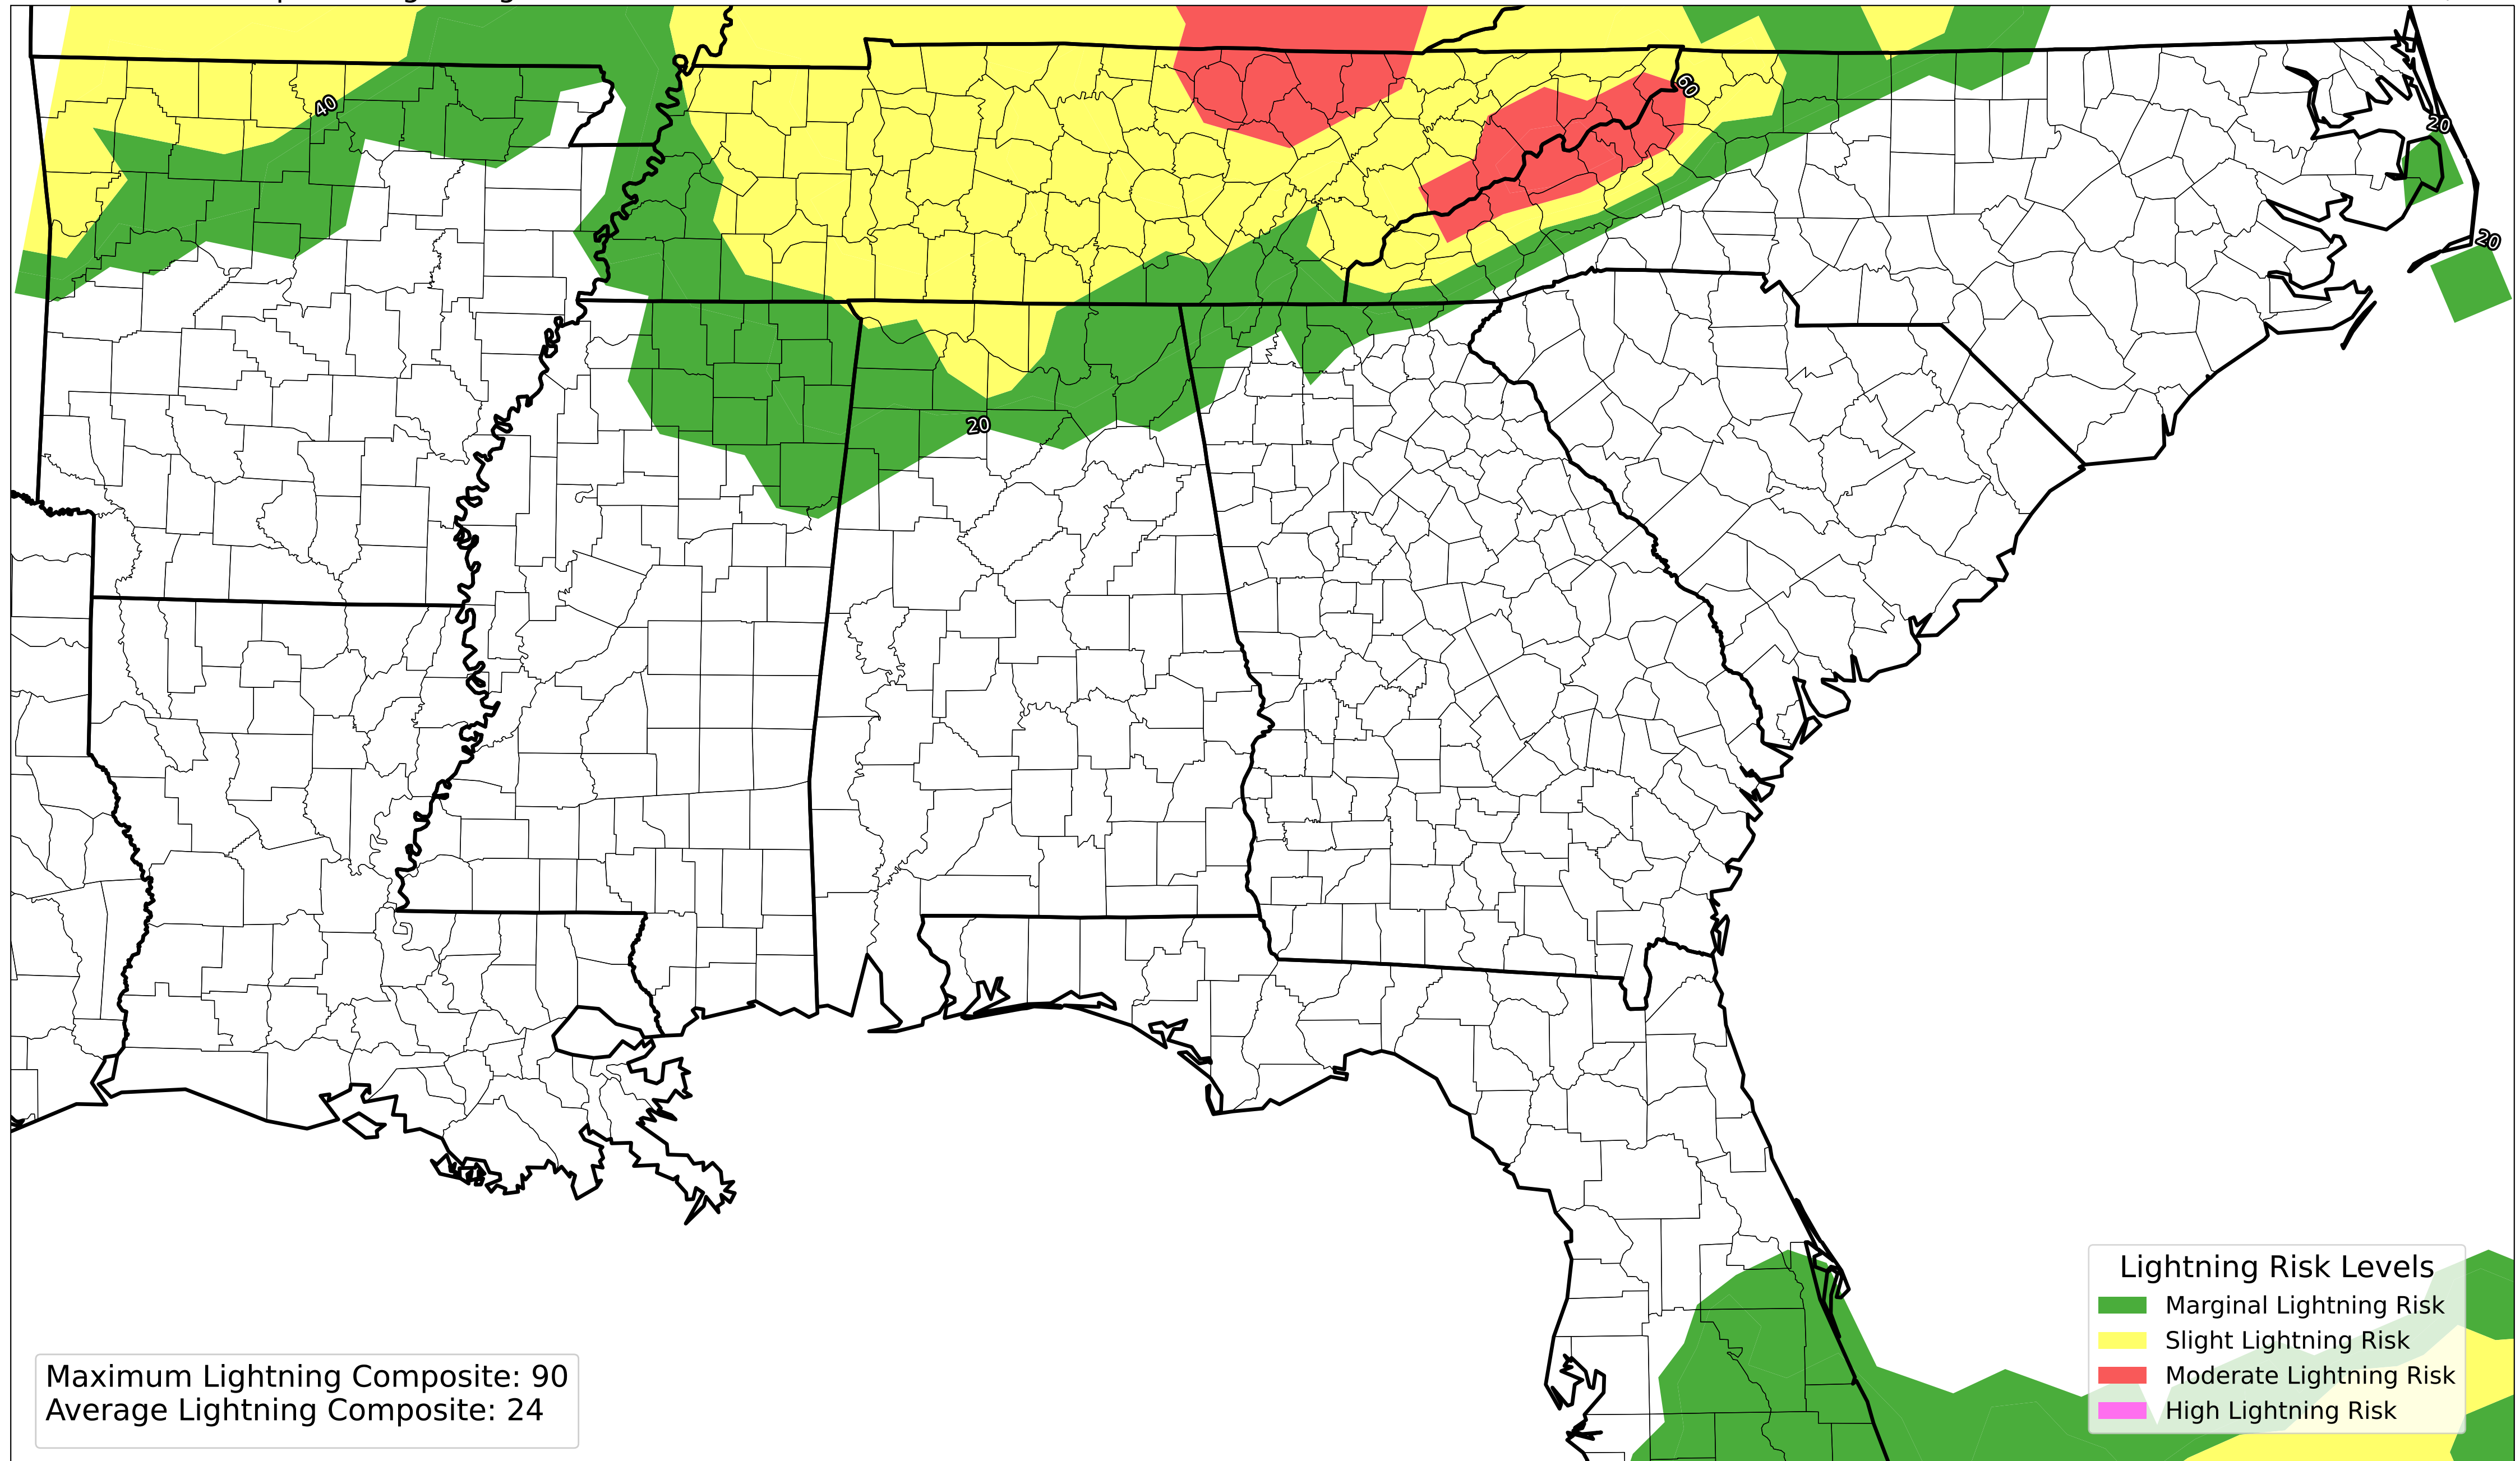 40
60
20
20
20
Lightning Risk Levels
Marginal Lightning Risk
Slight Lightning Risk
Moderate Lightning Risk
High Lightning Risk
Maximum Lightning Composite: 90
Average Lightning Composite: 24